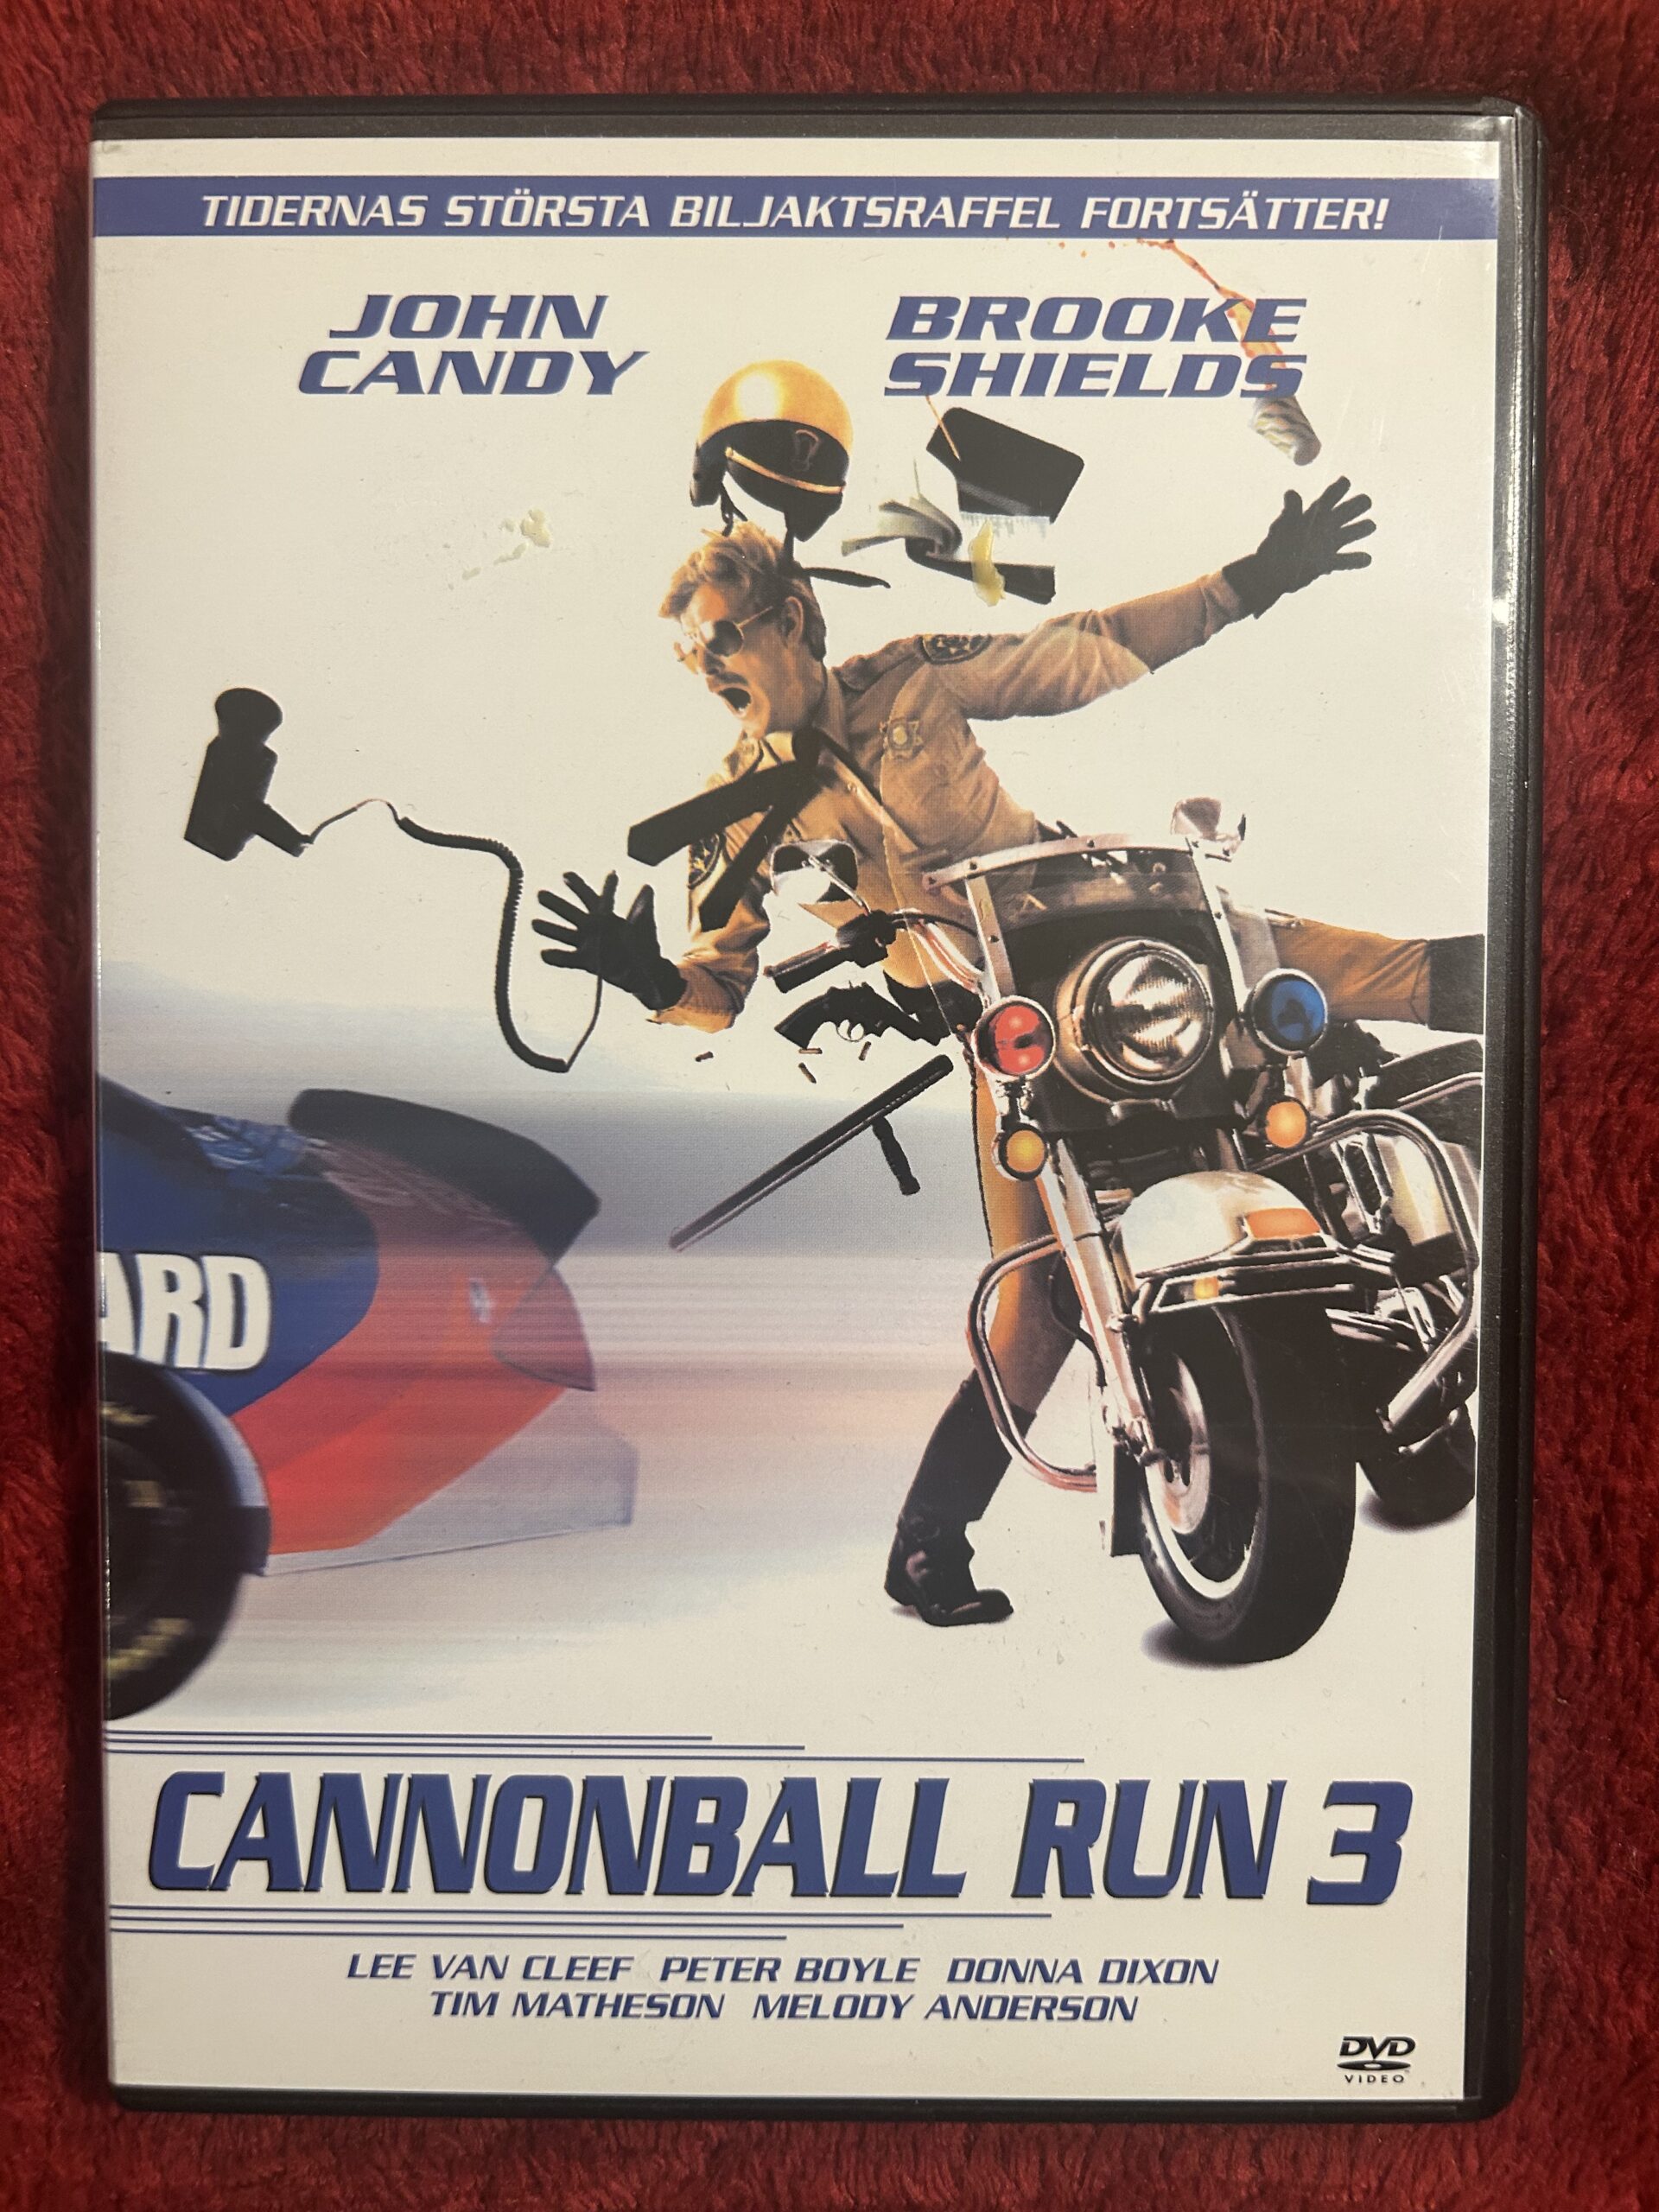 TIDERNAS STÖRSTA BILJAKTSRAFFEL FORTSÄTTER!
JOHN CANDY
BROOKE SHIELDS
ARD
CANNONBALL RUN 3
LEE VAN CLEEF PETER BOYLE DONNA DIXON
TIM MATHESON MELODY ANDERSON
DVD
VIDEO